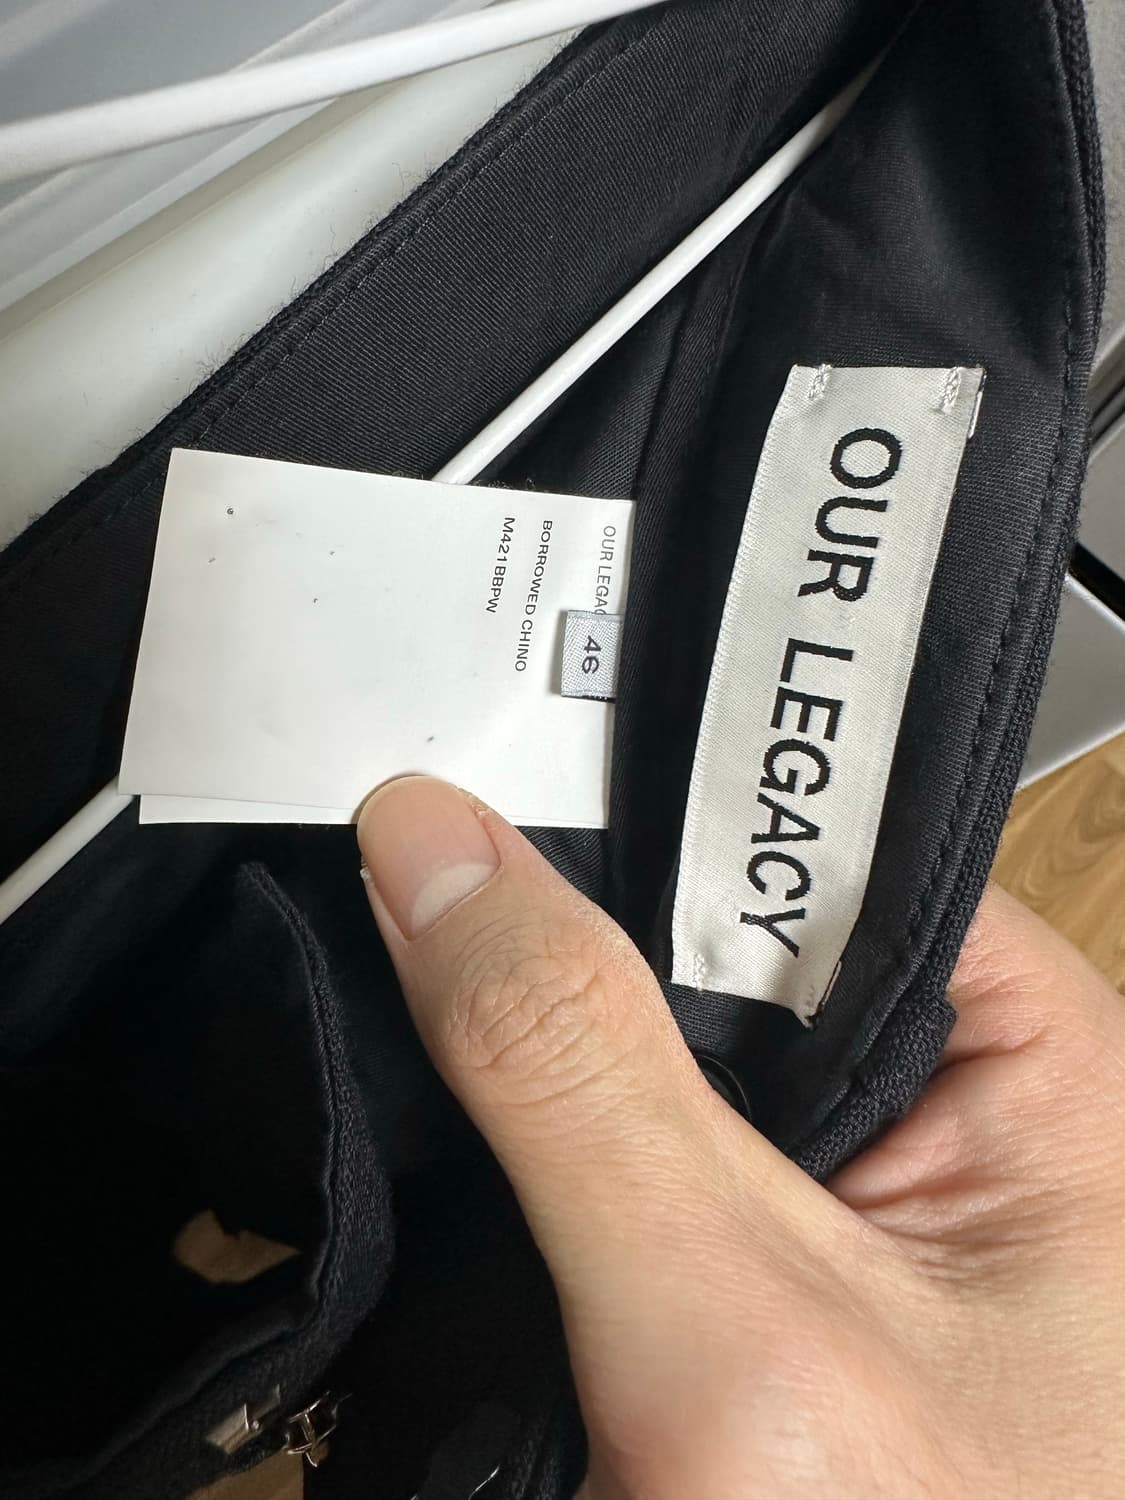 OUR LEGACY
OUR LEGAC
46
BORROWED CHINO
M421BBPW